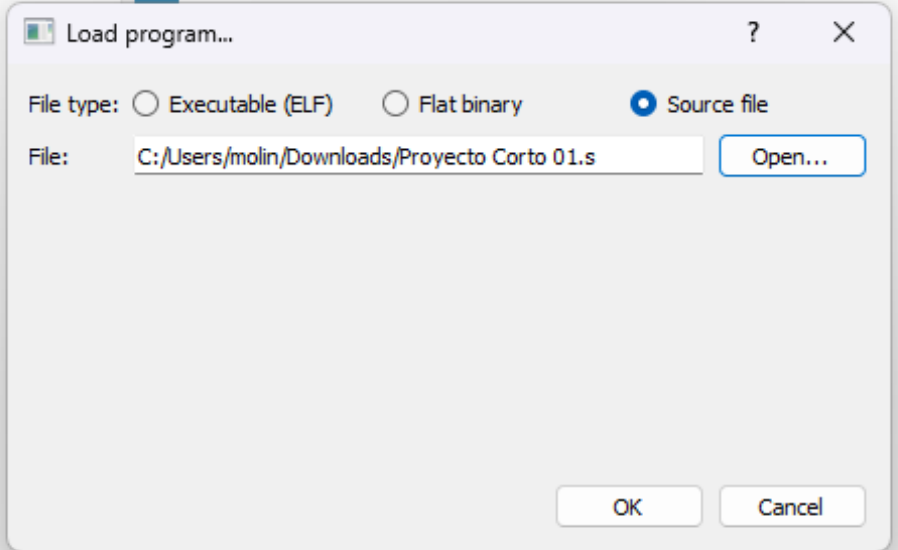 Load program...
File type: Executable (ELF) Flat binary Source file
File: C:/Users/molin/Downloads/Proyecto Corto 01.s Open...
OK Cancel